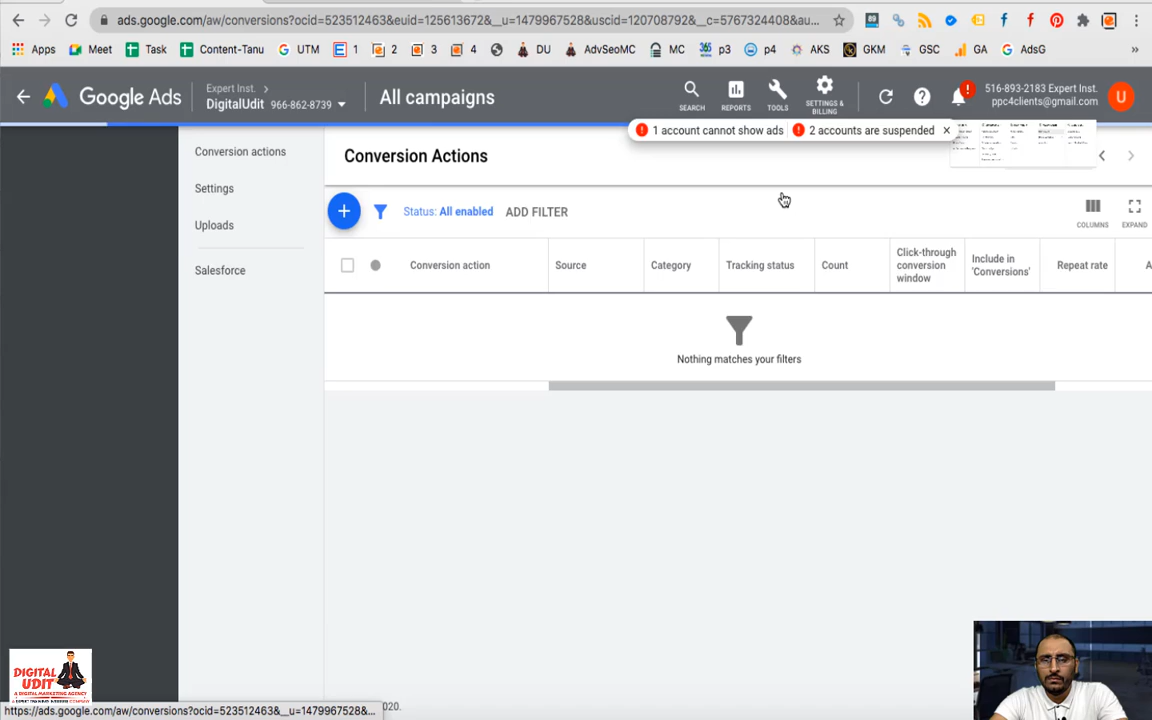 ads.google.com/aw/conversions?ocid=523512463&euid=125613672&__u=1479967528&uscid=120708792&__c=5767324408&au...
Apps
Meet
Task
Content-Tanu
UTM
1
2
3
4
DU
AdvSeoMC
MC
p3
p4
AKS
GKM
GSC
GA
AdsG
»
Google Ads
Expert Inst.
DigitalUdit 966-862-8739
All campaigns
SEARCH
REPORTS
TOOLS
SETTINGS & BILLING
516-893-2183 Expert Inst.
ppc4clients@gmail.com
U
1 account cannot show ads
2 accounts are suspended
Conversion actions
Settings
Uploads
Salesforce
Conversion Actions
Status: All enabled
ADD FILTER
COLUMNS
EXPAND
Conversion action
Source
Category
Tracking status
Count
Click-through conversion window
Include in 'Conversions'
Repeat rate
A
Nothing matches your filters
DIGITAL
UDIT
A DIGITAL MARKETING AGENCY
2020.
https://ads.google.com/aw/conversions?ocid=523512463&__u=1479967528&...